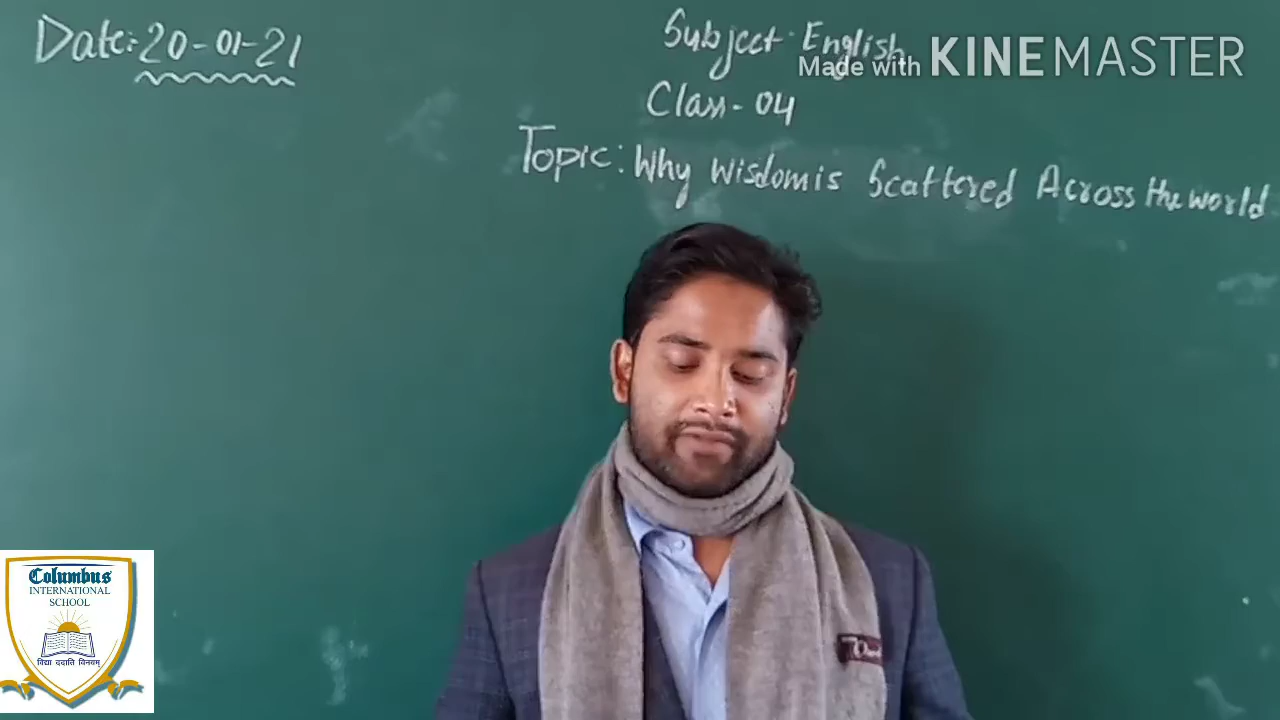 Date: 20-01-21
Subject- English
Made with KINEMASTER
Class-04
Topic: Why Wisdom is Scattered Across the world
Columbus
INTERNATIONAL
SCHOOL
विद्या ददाति विनयम्